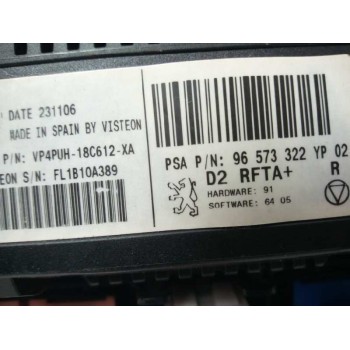 DATE 231106
MADE IN SPAIN BY VISTEON
P/N: VP4PUH-18C612-XA
EON S/N: FL1B10A389
PSA P/N: 96 573 322 YP 02
D2 RFTA+ R
HARDWARE: 91
SOFTWARE: 64 05